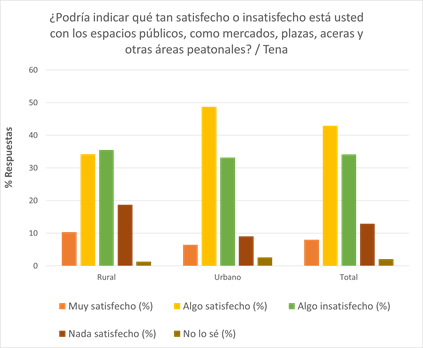 ¿Podría indicar qué tan satisfecho o insatisfecho está usted
con los espacios públicos, como mercados, plazas, aceras y
otras áreas peatonales? / Tena
% Respuestas
60
50
40
30
20
10
0
Rural Urbano Total
Muy satisfecho (%) Algo satisfecho (%) Algo insatisfecho (%)
Nada satisfecho (%) No lo sé (%)